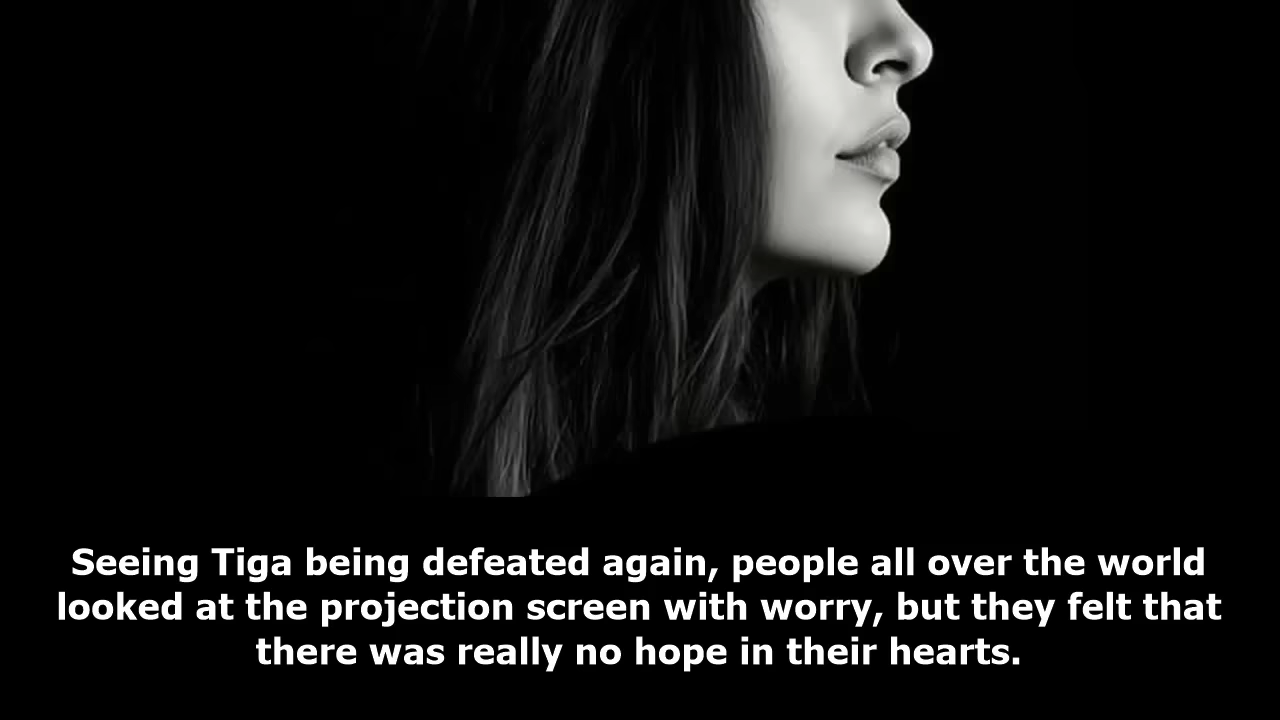 Seeing Tiga being defeated again, people all over the world
looked at the projection screen with worry, but they felt that
there was really no hope in their hearts.